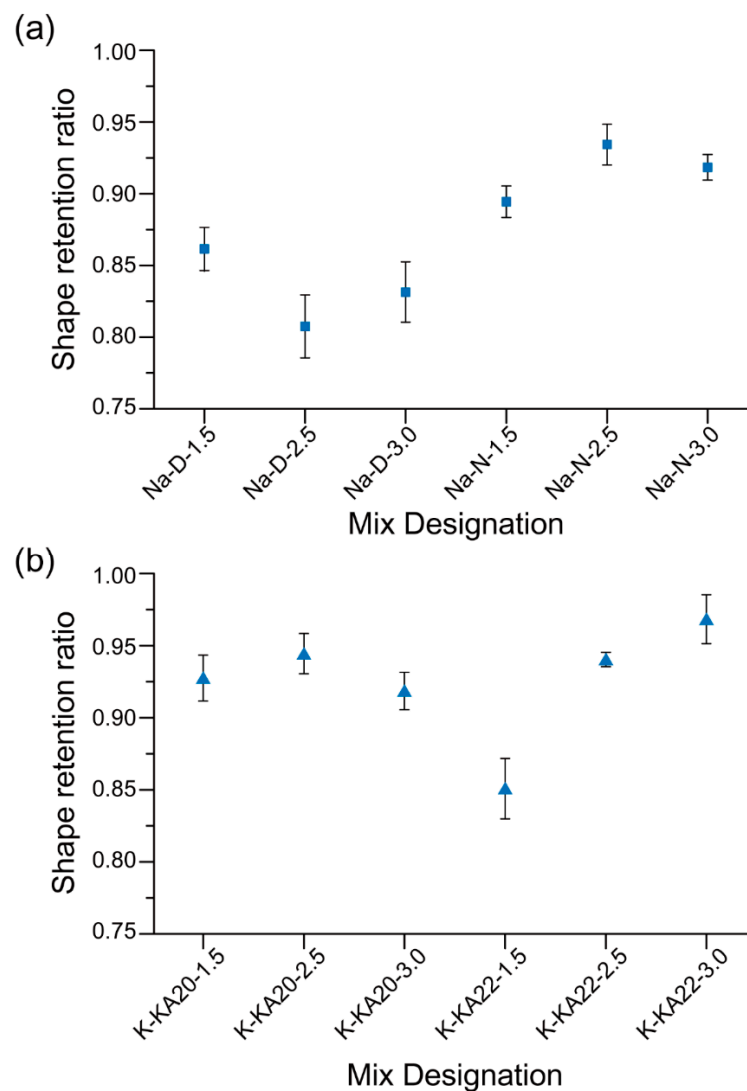 (a)
Shape retention ratio
1.00
0.95
0.90
0.85
0.80
0.75
Na-D-1.5
Na-D-2.5
Na-D-3.0
Na-N-1.5
Na-N-2.5
Na-N-3.0
Mix Designation
(b)
Shape retention ratio
1.00
0.95
0.90
0.85
0.80
0.75
K-KA20-1.5
K-KA20-2.5
K-KA20-3.0
K-KA22-1.5
K-KA22-2.5
K-KA22-3.0
Mix Designation